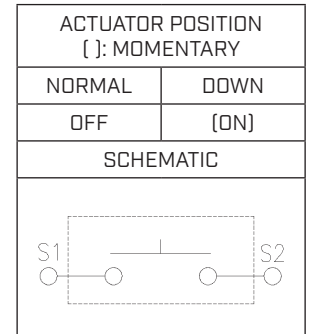 ACTUATOR POSITION
( ): MOMENTARY
NORMAL DOWN
OFF (ON)
SCHEMATIC
S1 S2